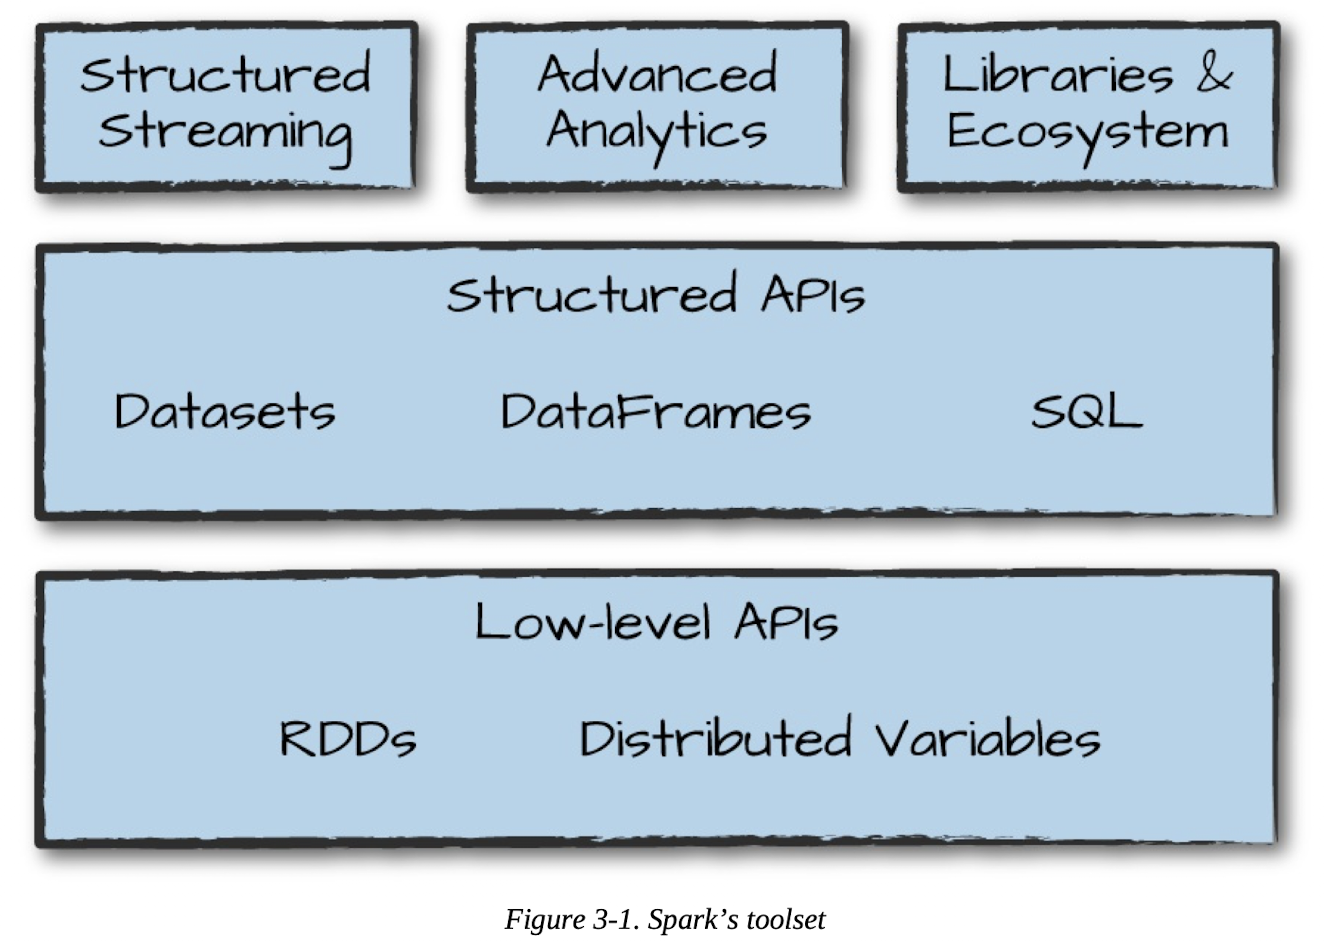 Structured
Streaming
Advanced
Analytics
Libraries &
Ecosystem
Structured APIs
Datasets DataFrames SQL
Low-level APIs
RDDs Distributed Variables
Figure 3-1. Spark’s toolset